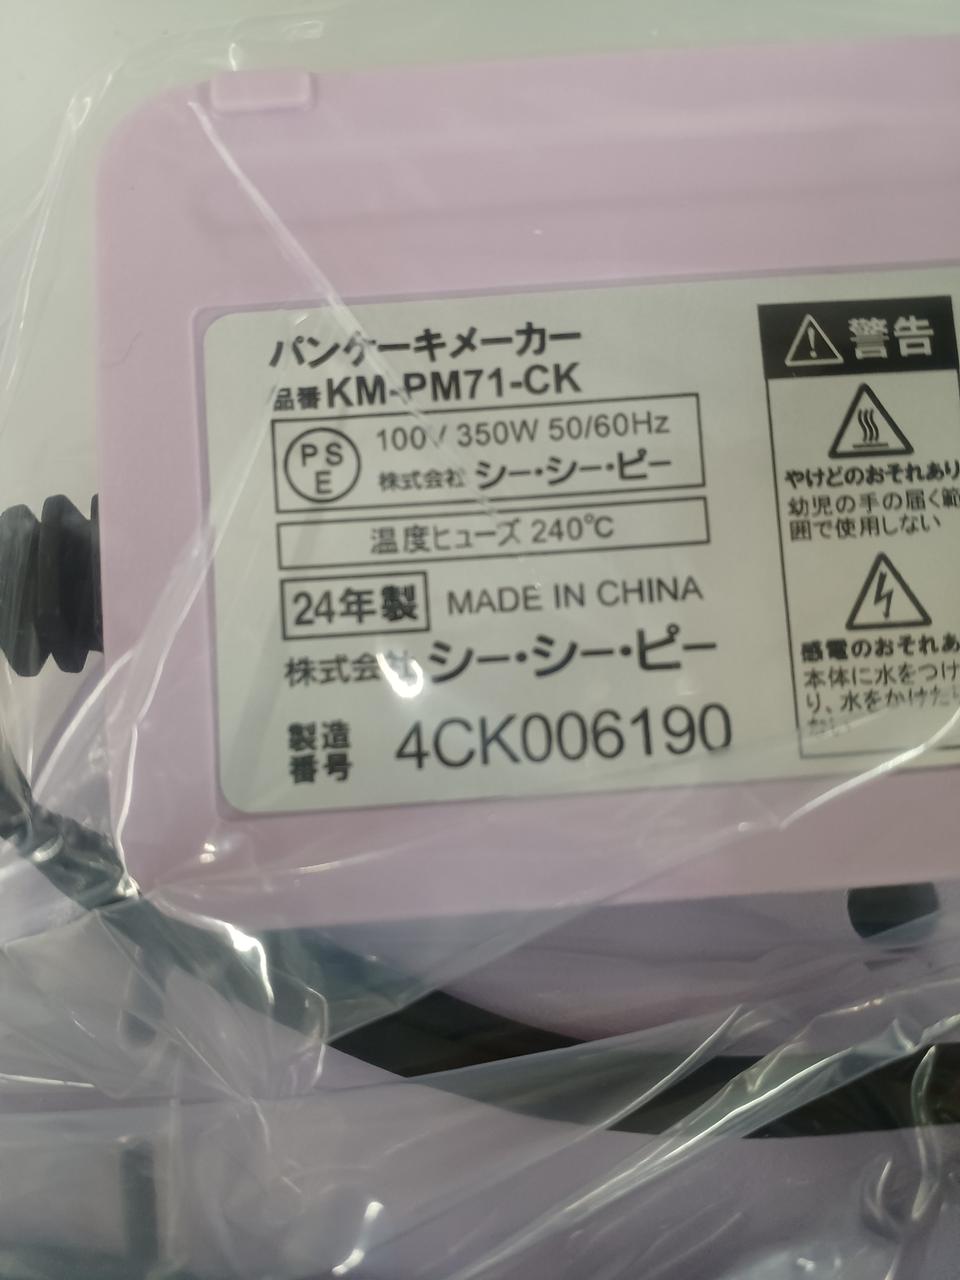 パンケーキメーカー
品番 KM-PM71-CK
PSE
100V 350W 50/60Hz
株式会社 シー・シー・ピー
温度ヒューズ 240℃
24年製 MADE IN CHINA
株式会社 シー・シー・ピー
製造番号 4CK006190
警告
やけどのおそれあり
幼児の手の届く範
囲で使用しない
感電のおそれあ
本体に水をつけ
り、水をかけた